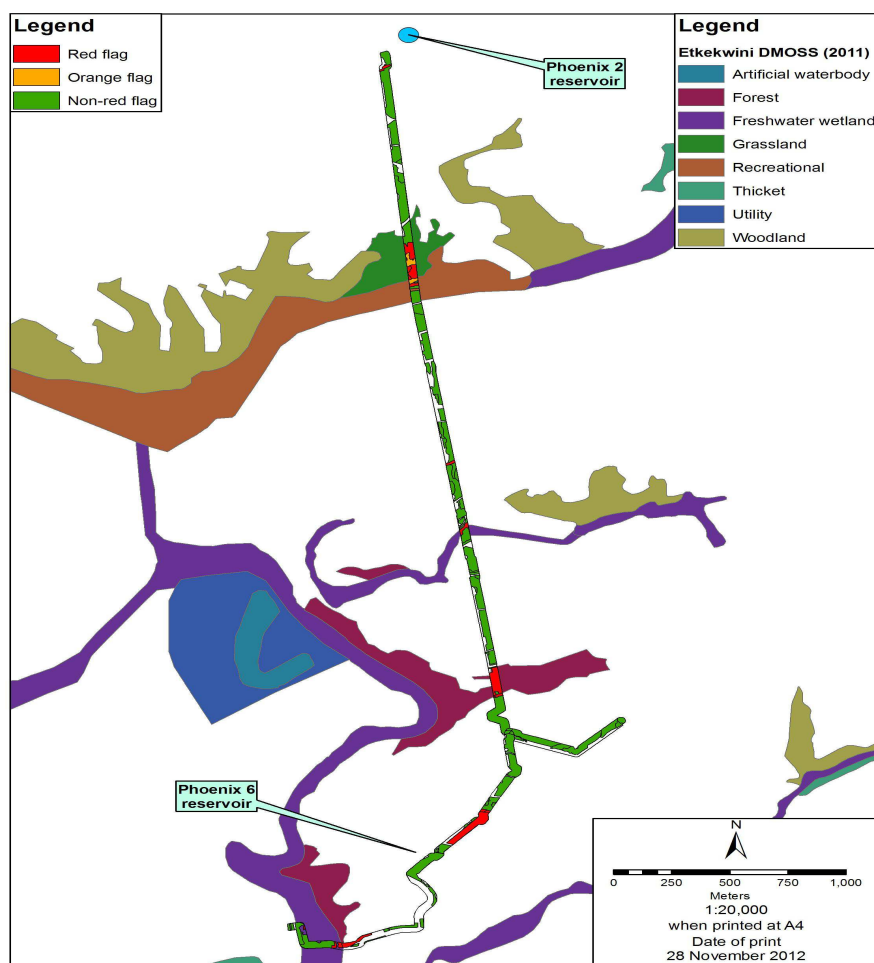 Legend
Red flag
Orange flag
Non-red flag
Phoenix 2
reservoir
Legend
Etkekwini DMOSS (2011)
Artificial waterbody
Forest
Freshwater wetland
Grassland
Recreational
Thicket
Utility
Woodland
Phoenix 6
reservoir
N
0 250 500 750 1,000
Meters
1:20,000
when printed at A4
Date of print
28 November 2012